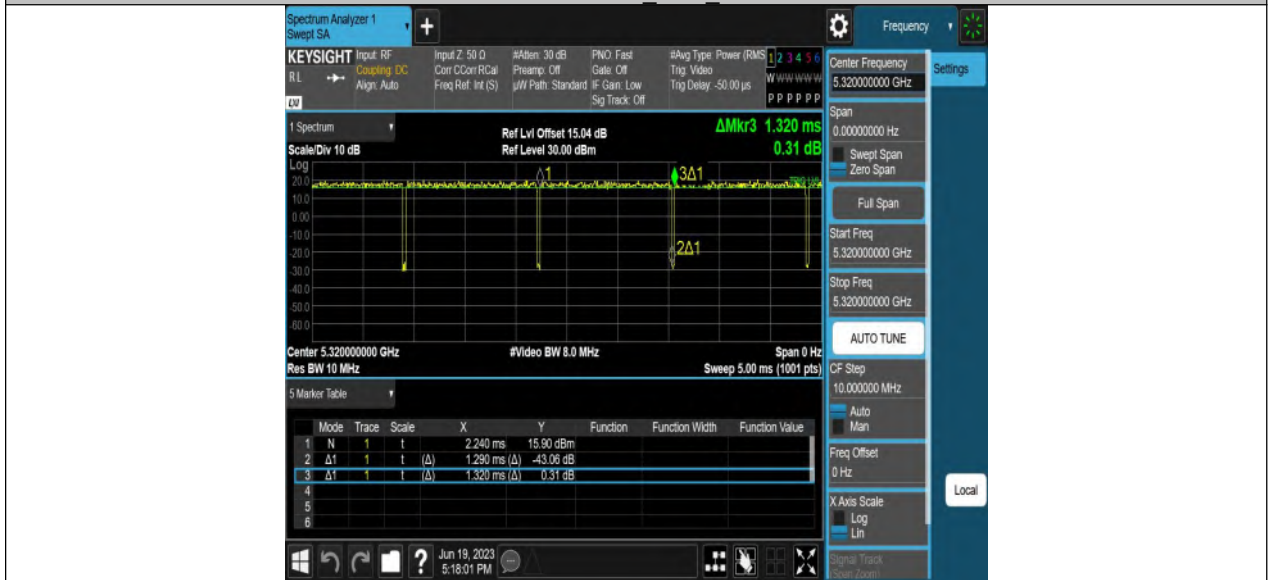 Spectrum Analyzer 1
Swept SA
+
Frequency
KEYSIGHT Input: RF Input Z: 50 Ω #Atten: 30 dB PNO: Fast #Avg Type: Power (RMS 1 2 3 4 5 6
RL Coupling: DC Corr CCorr RCal Preamp: Off Gate: Off Trig: Video W W W W W W
Align: Auto Freq Ref: Int (S) µW Path: Standard IF Gain: Low Trig Delay: -50.00 µs
Sig Track: Off P P P P P P
LXI
1 Spectrum
Ref Lvl Offset 15.04 dB ΔMkr3 1.320 ms
Scale/Div 10 dB Ref Level 30.00 dBm 0.31 dB
Log
1
3Δ1
20.0
10.0
0.00
-10.0
2Δ1
-20.0
-30.0
-40.0
-50.0
-60.0
Center 5.320000000 GHz #Video BW 8.0 MHz Span 0 Hz
Res BW 10 MHz Sweep 5.00 ms (1001 pts)
5 Marker Table
Mode Trace Scale X Y Function Function Width Function Value
1 N 1 t 2.240 ms 15.90 dBm
2 Δ1 1 t (Δ) 1.290 ms (Δ) -43.06 dB
3 Δ1 1 t (Δ) 1.320 ms (Δ) 0.31 dB
4
5
6
?
Jun 19, 2023
5:18:01 PM
Center Frequency
5.320000000 GHz
Settings
Span
0.00000000 Hz
Swept Span
Zero Span
Full Span
Start Freq
5.320000000 GHz
Stop Freq
5.320000000 GHz
AUTO TUNE
CF Step
10.000000 MHz
Auto
Man
Freq Offset
0 Hz
X Axis Scale
Log
Lin
Local
Signal Track
(Span Zoom)